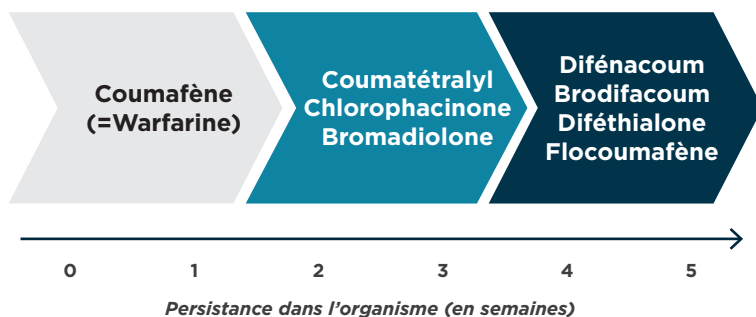 Coumafène
(=Warfarine)
Coumatétralyl
Chlorophacinone
Bromadiolone
Difénacoum
Brodifacoum
Diféthialone
Flocoumafène
0 1 2 3 4 5
Persistance dans l'organisme (en semaines)